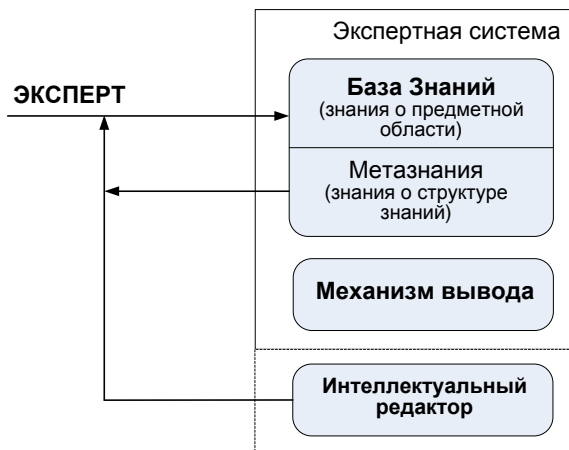 Экспертная система
ЭКСПЕРТ
База Знаний
(знания о предметной
области)
Метазнания
(знания о структуре
знаний)
Механизм вывода
Интеллектуальный
редактор